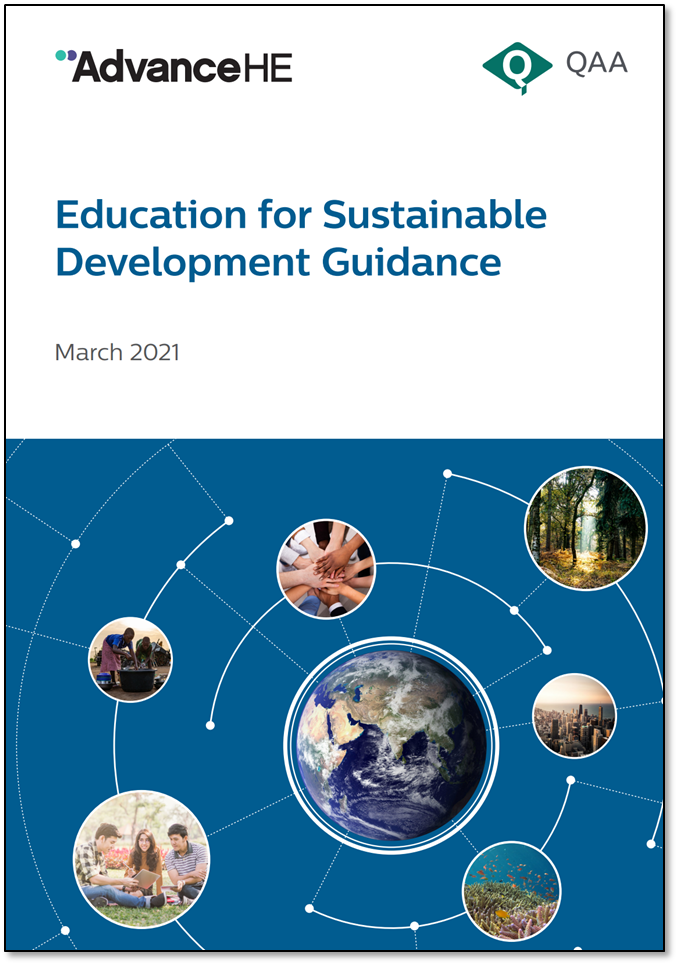 AdvanceHE
QAA
Education for Sustainable
Development Guidance
March 2021